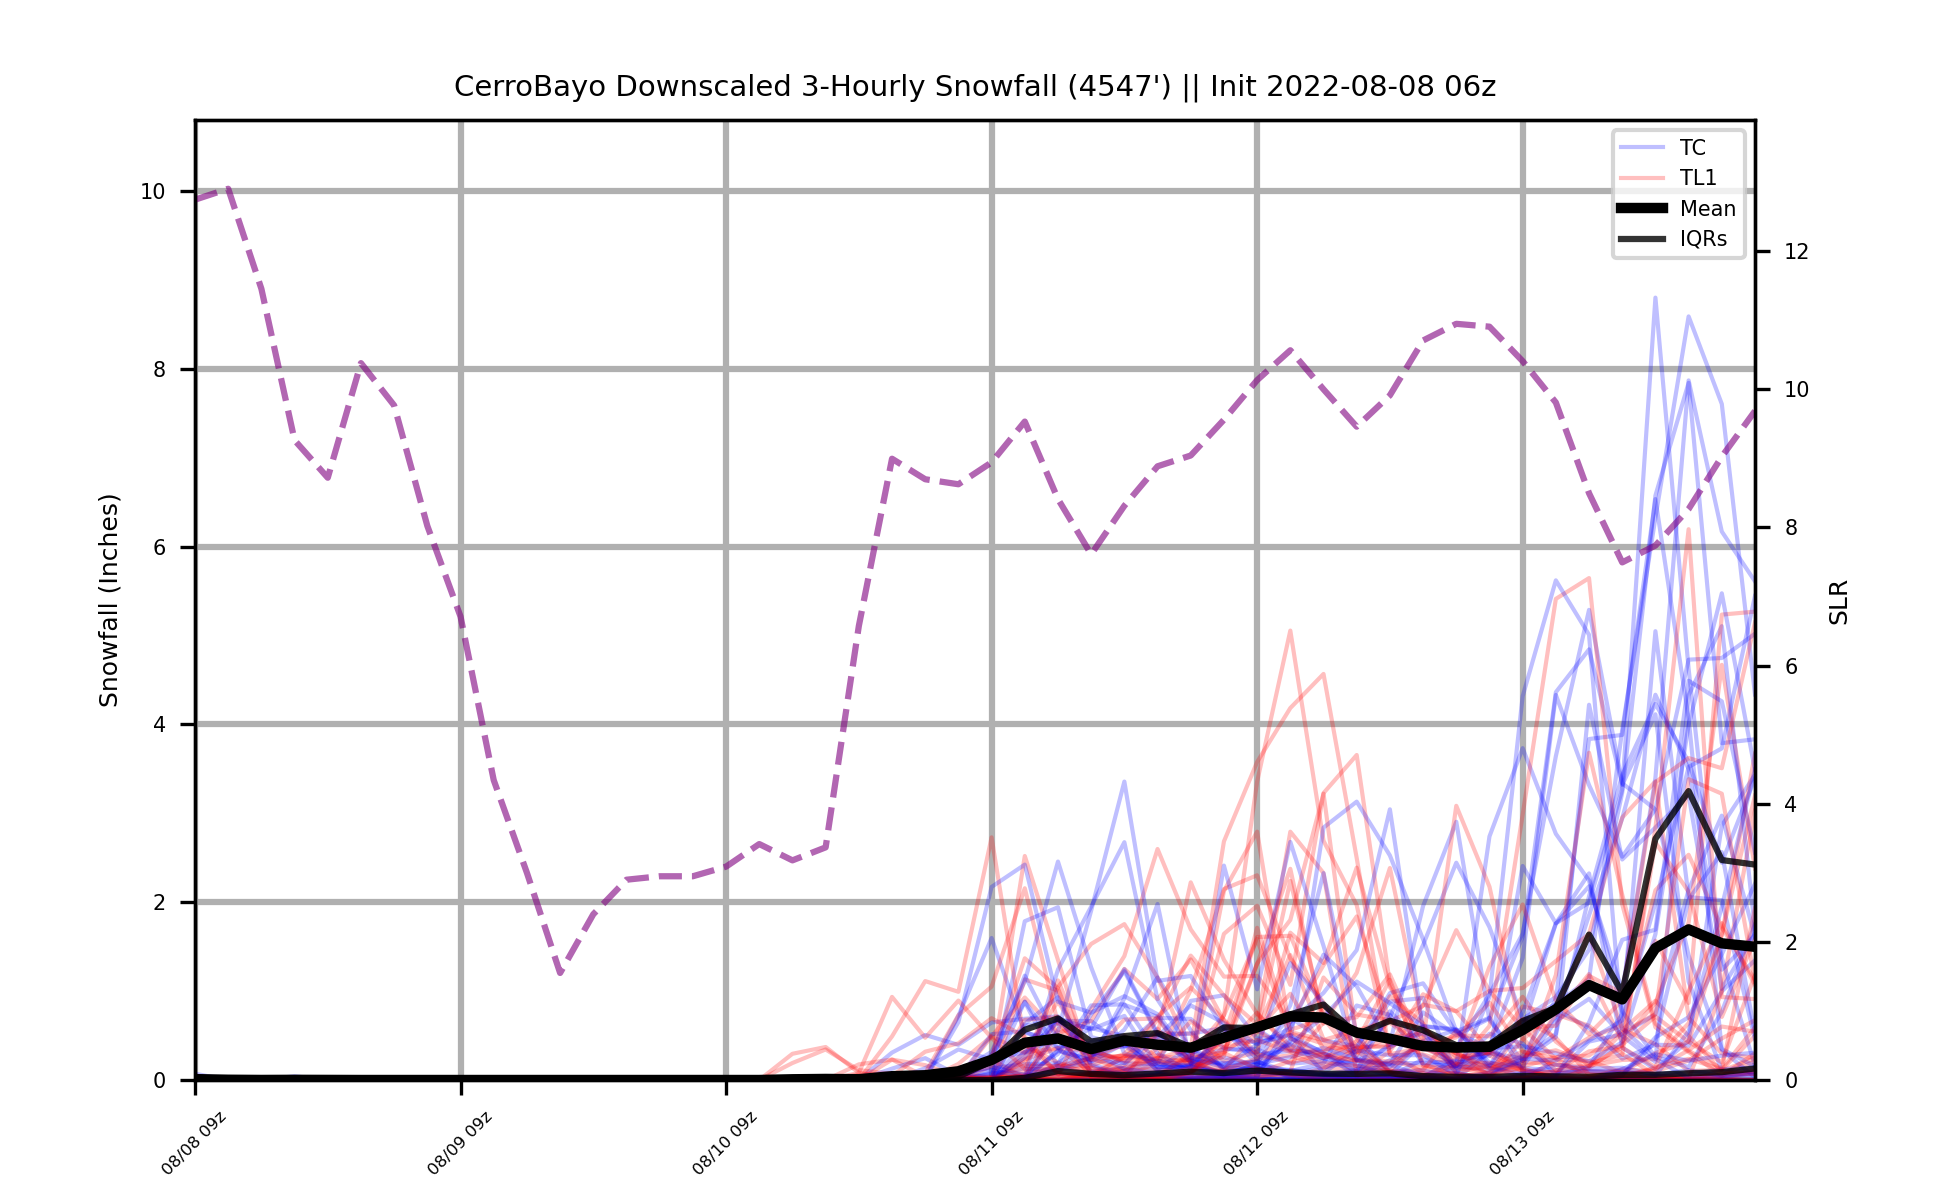 CerroBayo Downscaled 3-Hourly Snowfall (4547') || Init 2022-08-08 06z
TC
TL1
Mean
IQRs
10
8
6
4
2
0
Snowfall (Inches)
12
10
8
6
4
2
0
SLR
08/08 09z
08/09 09z
08/10 09z
08/11 09z
08/12 09z
08/13 09z